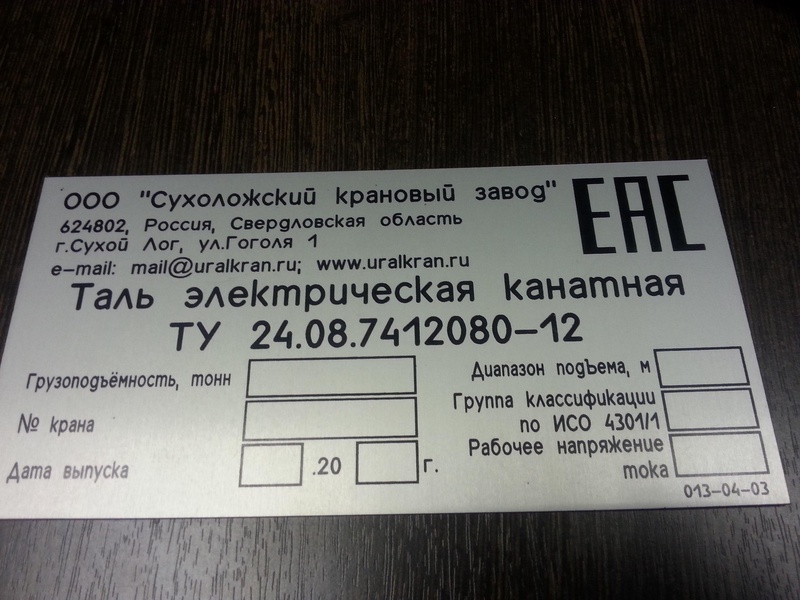 ООО "Сухоложский крановый завод"
ЕАС
624802, Россия, Свердловская область
г.Сухой Лог, ул.Гоголя 1
e-mail: mail@uralkran.ru; www.uralkran.ru
Таль электрическая канатная
ТУ 24.08.7412080-12
Грузоподъёмность, тонн
Диапазон подъема, м
№ крана
Группа классификации
по ИСО 4301/1
Дата выпуска .20 г.
Рабочее напряжение
тока
013-04-03